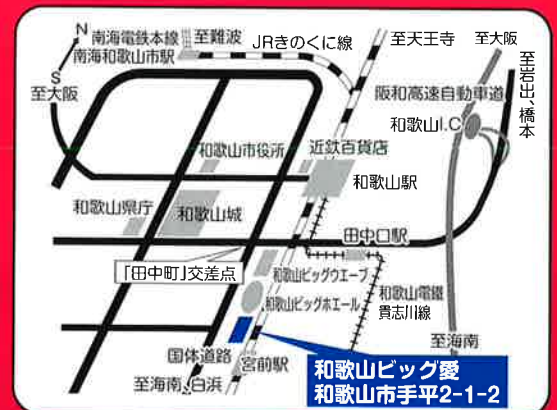 N
S
南海電鉄本線
至難波
南海和歌山市駅
JRきのくに線
至天王寺
至大阪
至大阪
阪和高速自動車道
至岩出、橋本
和歌山I.C
和歌山市役所
近鉄百貨店
和歌山駅
和歌山県庁
和歌山城
田中口駅
「田中町」交差点
和歌山ビッグウエーブ
和歌山ビッグホエール
和歌山電鐵
貴志川線
国体道路
宮前駅
至海南、白浜
至海南
和歌山ビッグ愛
和歌山市手平2-1-2